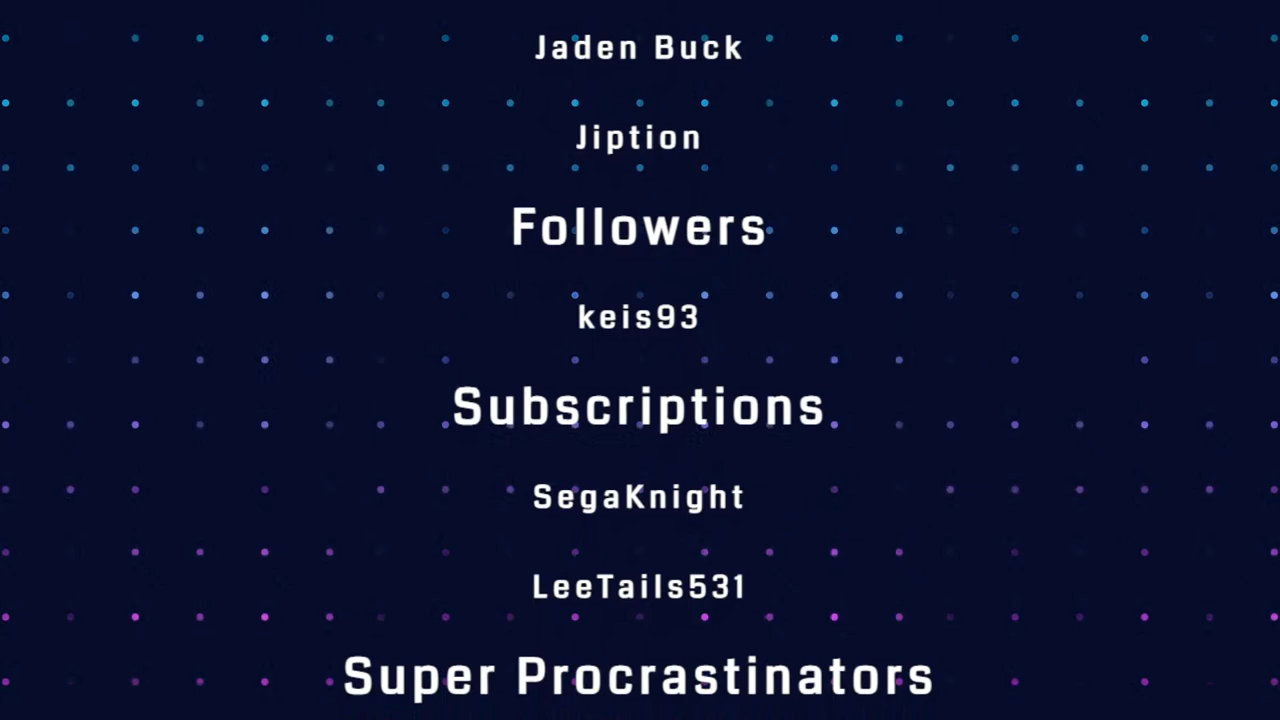 Jaden Buck
Jiption
Followers
keis93
Subscriptions
SegaKnight
LeeTails531
Super Procrastinators